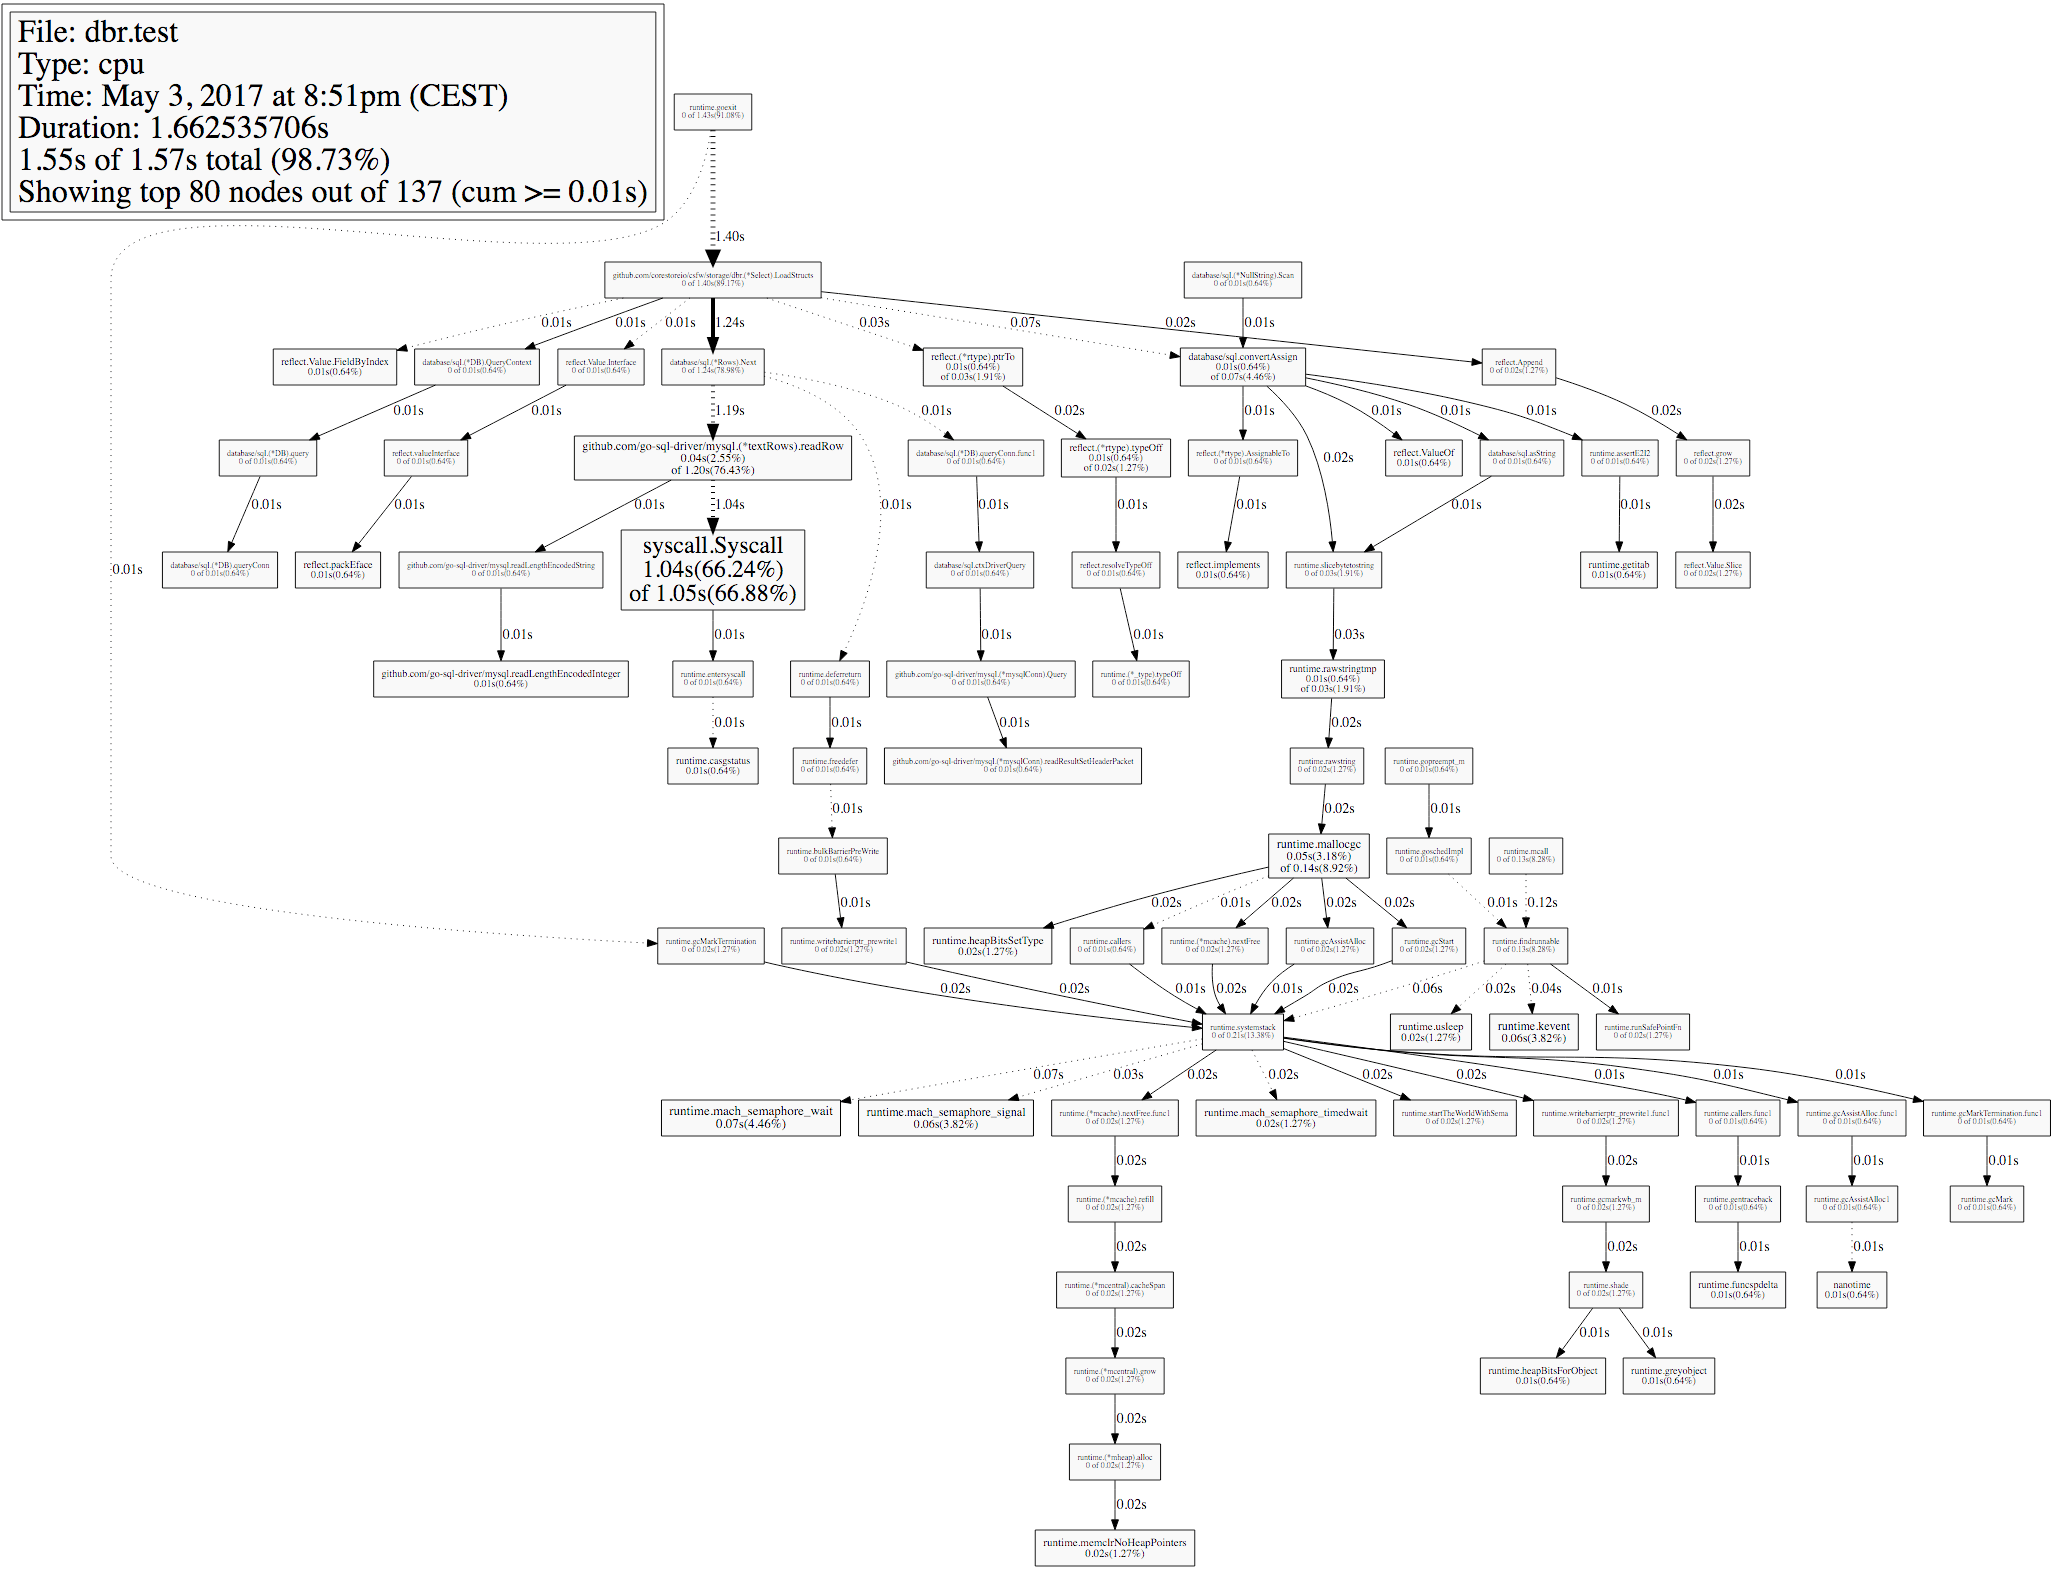 File: dbr.test
Type: cpu
Time: May 3, 2017 at 8:51pm (CEST)
Duration: 1.662535706s
1.55s of 1.57s total (98.73%)
Showing top 80 nodes out of 137 (cum >= 0.01s)
runtime.goexit
0 of 1.43s(91.08%)
1.40s
github.com/corestoreio/csfw/storage/dbr.(*Select).LoadStructs
0 of 1.40s(89.17%)
database/sql.(*NullString).Scan
0 of 0.01s(0.64%)
0.01s
0.01s
0.01s
1.24s
0.03s
0.07s
0.02s
0.01s
reflect.Value.FieldByIndex
0.01s(0.64%)
database/sql.(*DB).QueryContext
0 of 0.01s(0.64%)
reflect.Value.Interface
0 of 0.01s(0.64%)
database/sql.(*Rows).Next
0 of 1.24s(78.98%)
reflect.(*rtype).ptrTo
0.01s(0.64%)
of 0.03s(1.91%)
database/sql.convertAssign
0.01s(0.64%)
of 0.07s(4.46%)
reflect.Append
0 of 0.02s(1.27%)
0.01s
0.01s
1.19s
0.01s
0.02s
0.01s
0.01s
0.01s
0.01s
0.02s
database/sql.(*DB).query
0 of 0.01s(0.64%)
reflect.valueInterface
0 of 0.01s(0.64%)
github.com/go-sql-driver/mysql.(*textRows).readRow
0.04s(2.55%)
of 1.20s(76.43%)
database/sql.(*DB).queryConn.func1
0 of 0.01s(0.64%)
reflect.(*rtype).typeOff
0.01s(0.64%)
of 0.02s(1.27%)
reflect.(*rtype).AssignableTo
0 of 0.01s(0.64%)
0.02s
reflect.ValueOf
0.01s(0.64%)
database/sql.asString
0 of 0.01s(0.64%)
runtime.assertE2I2
0 of 0.01s(0.64%)
reflect.grow
0 of 0.02s(1.27%)
0.01s
0.01s
0.01s
1.04s
0.01s
0.01s
0.01s
0.01s
0.01s
0.01s
0.02s
0.01s
database/sql.(*DB).queryConn
0 of 0.01s(0.64%)
reflect.packEface
0.01s(0.64%)
github.com/go-sql-driver/mysql.readLengthEncodedString
0 of 0.01s(0.64%)
syscall.Syscall
1.04s(66.24%)
of 1.05s(66.88%)
database/sql.ctxDriverQuery
0 of 0.01s(0.64%)
reflect.resolveTypeOff
0 of 0.01s(0.64%)
reflect.implements
0.01s(0.64%)
runtime.slicebytetostring
0 of 0.03s(1.91%)
runtime.getitab
0.01s(0.64%)
reflect.Value.Slice
0 of 0.02s(1.27%)
0.01s
0.01s
0.01s
0.01s
0.03s
github.com/go-sql-driver/mysql.readLengthEncodedInteger
0.01s(0.64%)
runtime.entersyscall
0 of 0.01s(0.64%)
runtime.deferreturn
0 of 0.01s(0.64%)
github.com/go-sql-driver/mysql.(*mysqlConn).Query
0 of 0.01s(0.64%)
runtime.(*_type).typeOff
0 of 0.01s(0.64%)
runtime.rawstringtmp
0.01s(0.64%)
of 0.03s(1.91%)
0.01s
0.01s
0.01s
0.02s
runtime.casgstatus
0.01s(0.64%)
runtime.freedefer
0 of 0.01s(0.64%)
github.com/go-sql-driver/mysql.(*mysqlConn).readResultSetHeaderPacket
0 of 0.01s(0.64%)
runtime.rawstring
0 of 0.02s(1.27%)
runtime.gopreempt_m
0 of 0.01s(0.64%)
0.01s
0.02s
0.01s
runtime.bulkBarrierPreWrite
0 of 0.01s(0.64%)
runtime.mallocgc
0.05s(3.18%)
of 0.14s(8.92%)
runtime.goschedImpl
0 of 0.01s(0.64%)
runtime.mcall
0 of 0.13s(8.28%)
0.01s
0.02s
0.01s
0.02s
0.02s
0.02s
0.01s
0.12s
runtime.gcMarkTermination
0 of 0.02s(1.27%)
runtime.writebarrierptr_prewrite1
0 of 0.02s(1.27%)
runtime.heapBitsSetType
0.02s(1.27%)
runtime.callers
0 of 0.01s(0.64%)
runtime.(*mcache).nextFree
0 of 0.02s(1.27%)
runtime.gcAssistAlloc
0 of 0.02s(1.27%)
runtime.gcStart
0 of 0.02s(1.27%)
runtime.findrunnable
0 of 0.13s(8.28%)
0.02s
0.02s
0.01s
0.02s
0.01s
0.02s
0.06s
0.02s
0.04s
0.01s
runtime.systemstack
0 of 0.21s(13.38%)
runtime.usleep
0.02s(1.27%)
runtime.kevent
0.06s(3.82%)
runtime.runSafePointFn
0 of 0.02s(1.27%)
0.07s
0.03s
0.02s
0.02s
0.02s
0.02s
0.01s
0.01s
0.01s
runtime.mach_semaphore_wait
0.07s(4.46%)
runtime.mach_semaphore_signal
0.06s(3.82%)
runtime.(*mcache).nextFree.func1
0 of 0.02s(1.27%)
runtime.mach_semaphore_timedwait
0.02s(1.27%)
runtime.startTheWorldWithSema
0 of 0.02s(1.27%)
runtime.writebarrierptr_prewrite1.func1
0 of 0.02s(1.27%)
runtime.callers.func1
0 of 0.01s(0.64%)
runtime.gcAssistAlloc.func1
0 of 0.01s(0.64%)
runtime.gcMarkTermination.func1
0 of 0.01s(0.64%)
0.02s
0.02s
0.01s
0.01s
0.01s
runtime.(*mcache).refill
0 of 0.02s(1.27%)
runtime.gcmarkwb_m
0 of 0.02s(1.27%)
runtime.gentraceback
0 of 0.01s(0.64%)
runtime.gcAssistAlloc1
0 of 0.01s(0.64%)
runtime.gcMark
0 of 0.01s(0.64%)
0.02s
0.02s
0.01s
0.01s
runtime.(*mcentral).cacheSpan
0 of 0.02s(1.27%)
runtime.shade
0 of 0.02s(1.27%)
runtime.funcspdelta
0.01s(0.64%)
nanotime
0.01s(0.64%)
0.02s
0.01s
0.01s
runtime.(*mcentral).grow
0 of 0.02s(1.27%)
runtime.heapBitsForObject
0.01s(0.64%)
runtime.greyobject
0.01s(0.64%)
0.02s
runtime.(*mheap).alloc
0 of 0.02s(1.27%)
0.02s
runtime.memclrNoHeapPointers
0.02s(1.27%)